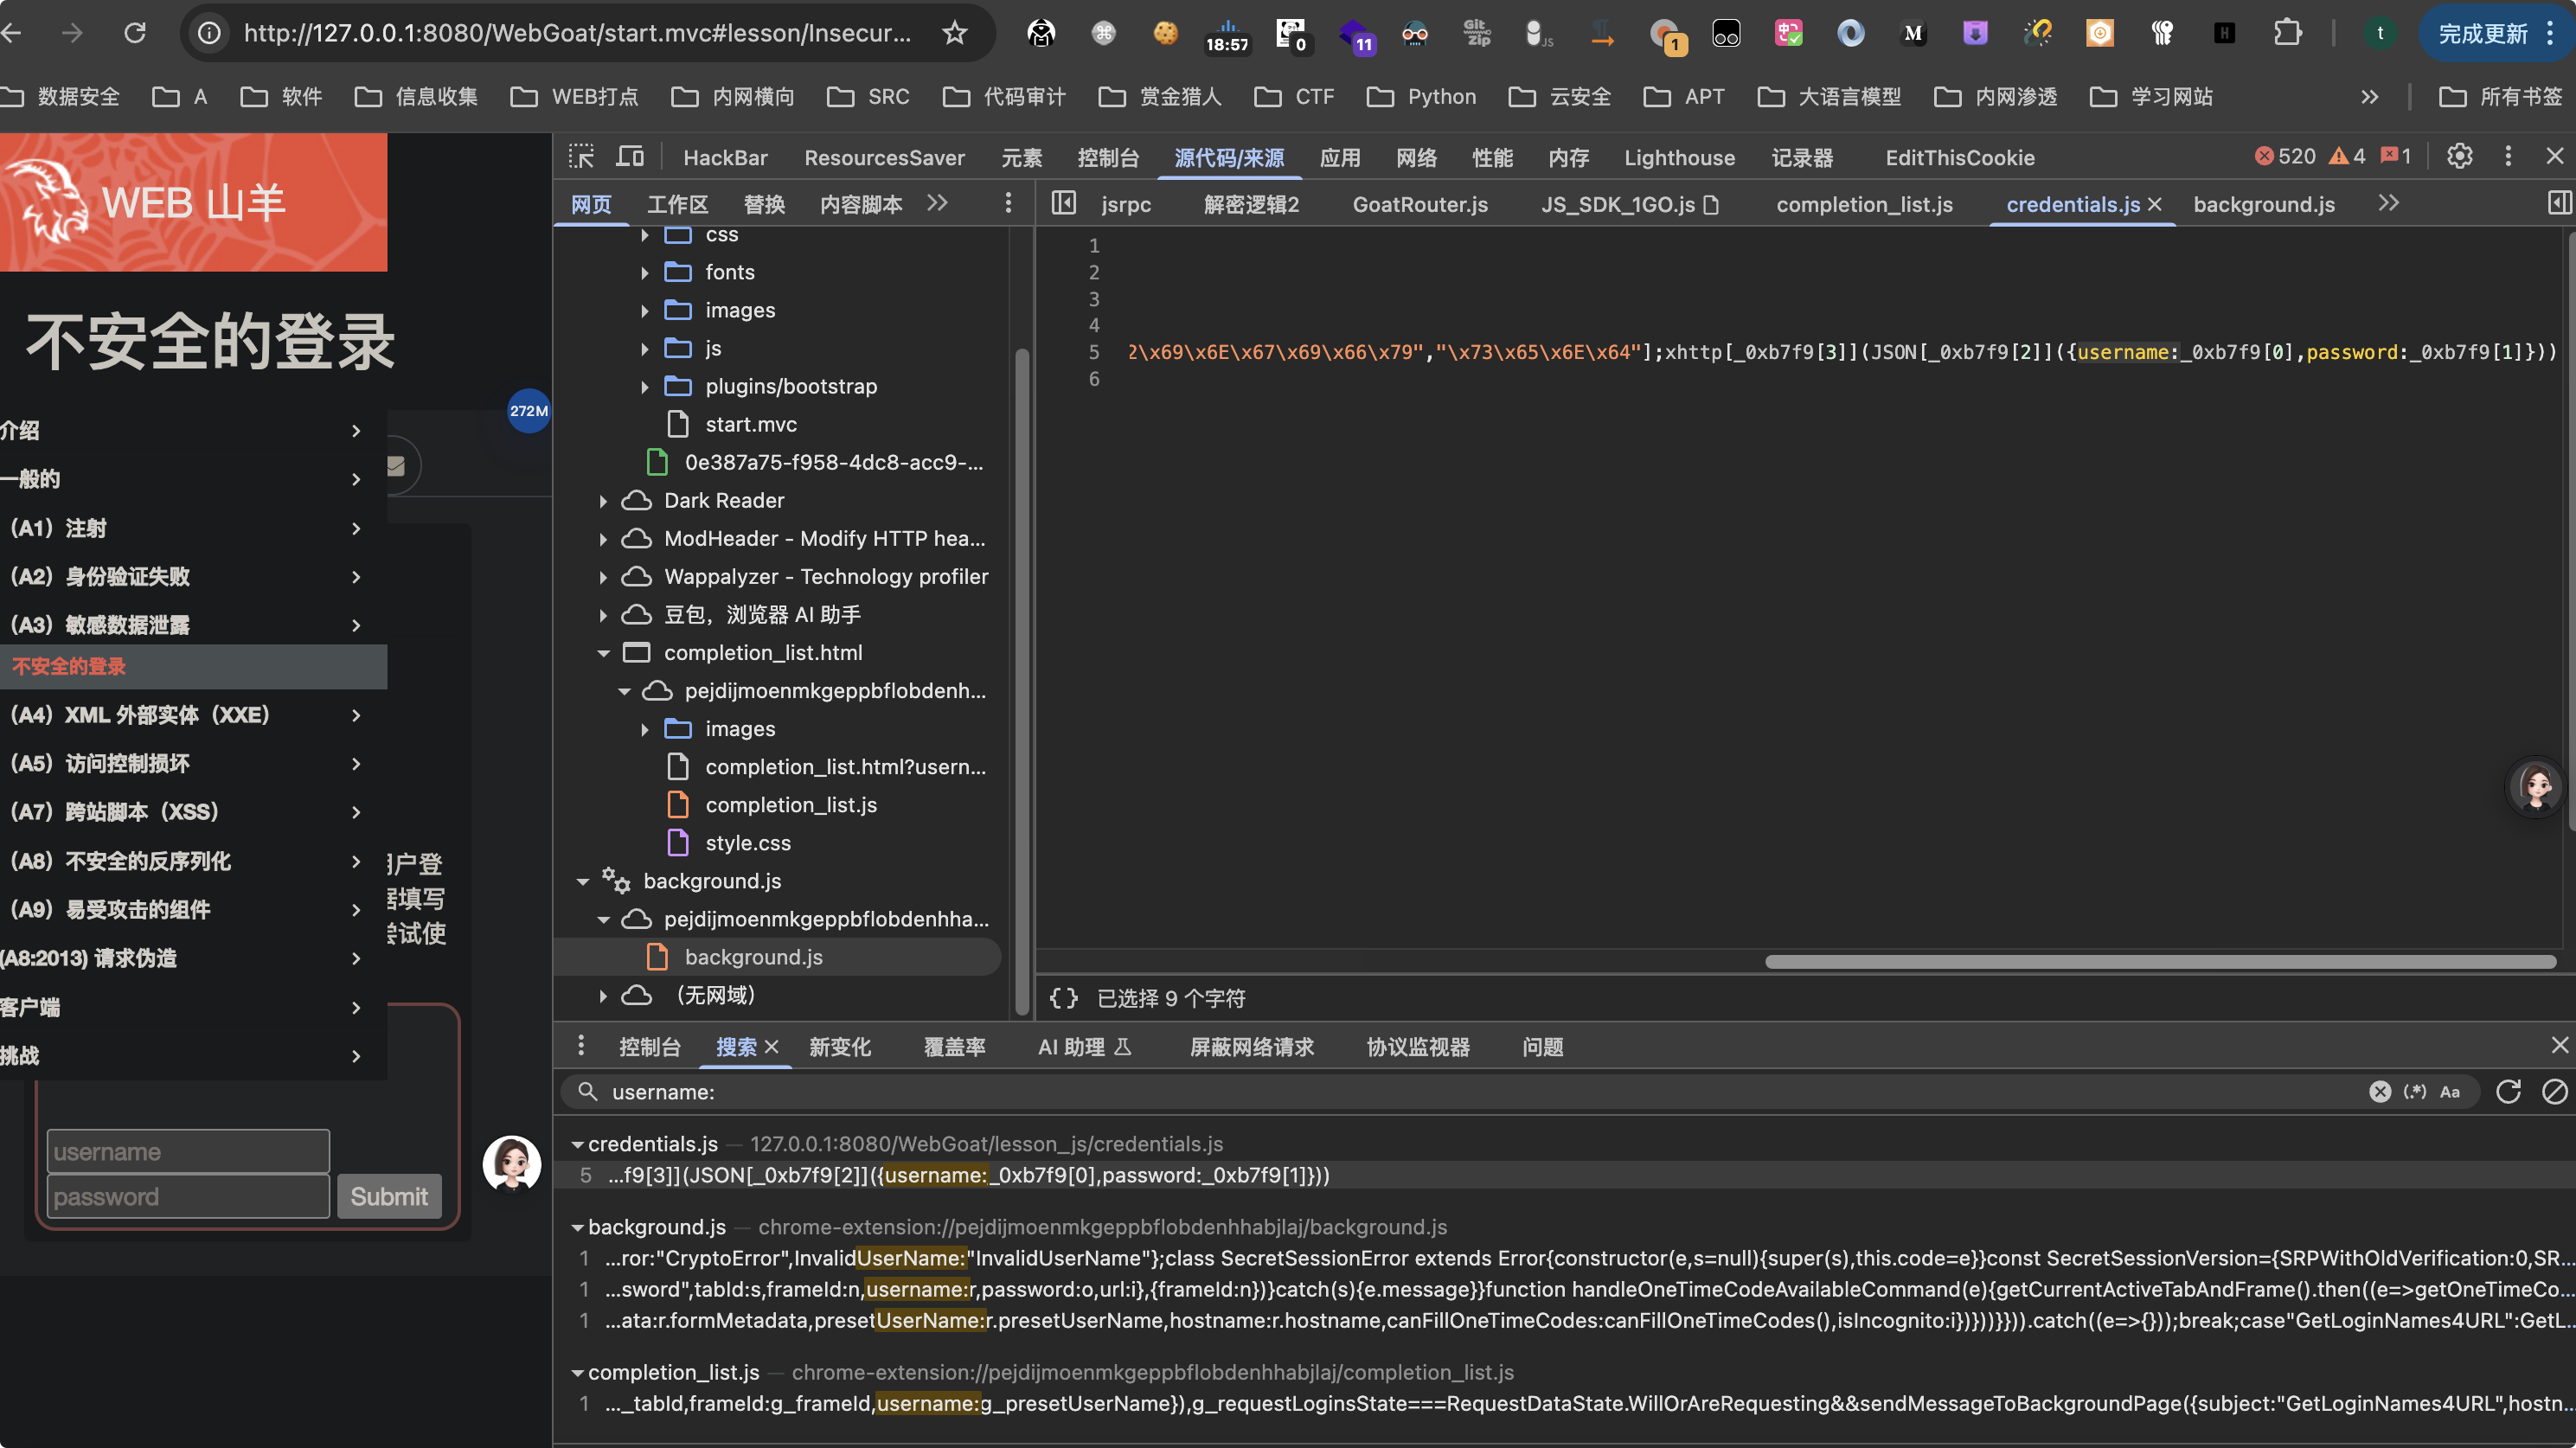 http://127.0.0.1:8080/WebGoat/start.mvc#lesson/Insecur...
18:57
0
11
JS
Git
zip
1
M
H
t
完成更新
数据安全
A
软件
信息收集
WEB打点
内网横向
SRC
代码审计
赏金猎人
CTF
Python
云安全
APT
大语言模型
内网渗透
学习网站
所有书签
WEB 山羊
不安全的登录
272M
介绍
一般的
（A1）注射
（A2）身份验证失败
（A3）敏感数据泄露
不安全的登录
（A4）XML 外部实体（XXE）
（A5）访问控制损坏
（A7）跨站脚本（XSS）
（A8）不安全的反序列化
（A9）易受攻击的组件
(A8:2013) 请求伪造
客户端
挑战
户登
填写
试使
username
password
Submit
HackBar
ResourcesSaver
元素
控制台
源代码/来源
应用
网络
性能
内存
Lighthouse
记录器
EditThisCookie
520
4
1
网页
工作区
替换
内容脚本
jsrpc
解密逻辑2
GoatRouter.js
JS_SDK_1GO.js
completion_list.js
credentials.js
background.js
css
fonts
images
js
plugins/bootstrap
start.mvc
0e387a75-f958-4dc8-acc9-...
Dark Reader
ModHeader - Modify HTTP hea...
Wappalyzer - Technology profiler
豆包，浏览器 AI 助手
completion_list.html
pejdijmoenmkgeppbflobdenh...
images
completion_list.html?usern...
completion_list.js
style.css
background.js
pejdijmoenmkgeppbflobdenhha...
background.js
（无网域）
1
2
3
4
5 2\x69\x6E\x67\x69\x66\x79","\x73\x65\x6E\x64"];xhttp[_0xb7f9[3]](JSON[_0xb7f9[2]]({username:_0xb7f9[0],password:_0xb7f9[1]}))
6
{} 已选择 9 个字符
控制台
搜索
新变化
覆盖率
AI 助理
屏蔽网络请求
协议监视器
问题
username:
(.*)
Aa
credentials.js — 127.0.0.1:8080/WebGoat/lesson_js/credentials.js
5 ...f9[3]](JSON[_0xb7f9[2]]({username:_0xb7f9[0],password:_0xb7f9[1]}))
background.js — chrome-extension://pejdijmoenmkgeppbflobdenhhabjlaj/background.js
1 ...ror:"CryptoError",InvalidUserName:"InvalidUserName"};class SecretSessionError extends Error{constructor(e,s=null){super(s),this.code=e}}const SecretSessionVersion={SRPWithOldVerification:0,SR...
1 ...sword",tabId:s,frameId:n,username:r,password:o,url:i},{frameId:n})}catch(s){e.message}}function handleOneTimeCodeAvailableCommand(e){getCurrentActiveTabAndFrame().then((e=>getOneTimeCo...
1 ...ata:r.formMetadata,presetUserName:r.presetUserName,hostname:r.hostname,canFillOneTimeCodes:canFillOneTimeCodes(),isIncognito:i})}))}})).catch((e=>{}));break;case"GetLoginNames4URL":GetL...
completion_list.js — chrome-extension://pejdijmoenmkgeppbflobdenhhabjlaj/completion_list.js
1 ..._tabId,frameId:g_frameId,username:g_presetUserName}),g_requestLoginsState===RequestDataState.WillOrAreRequesting&&sendMessageToBackgroundPage({subject:"GetLoginNames4URL",hostn...